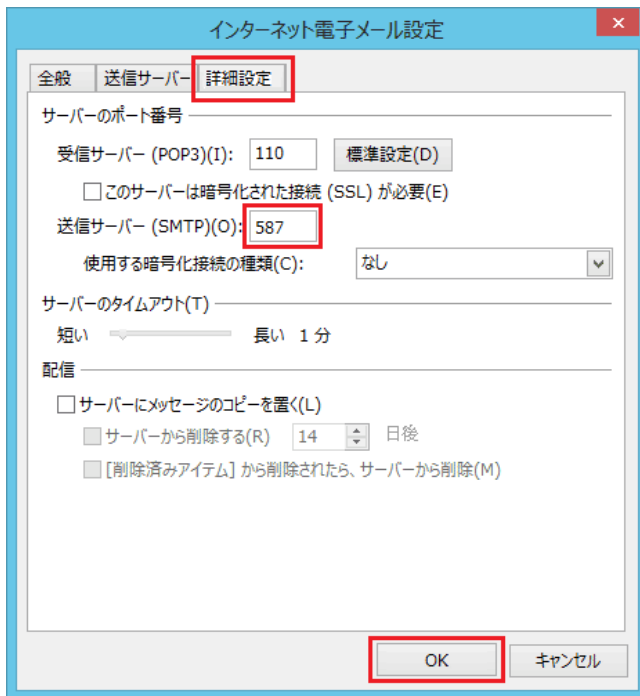 インターネット電子メール設定
全般 送信サーバー 詳細設定
サーバーのポート番号
受信サーバー (POP3)(I): 110 標準設定(D)
このサーバーは暗号化された接続 (SSL) が必要(E)
送信サーバー (SMTP)(O): 587
使用する暗号化接続の種類(C): なし
サーバーのタイムアウト(T)
短い 長い 1 分
配信
サーバーにメッセージのコピーを置く(L)
サーバーから削除する(R) 14 日後
[削除済みアイテム] から削除されたら、サーバーから削除(M)
OK キャンセル